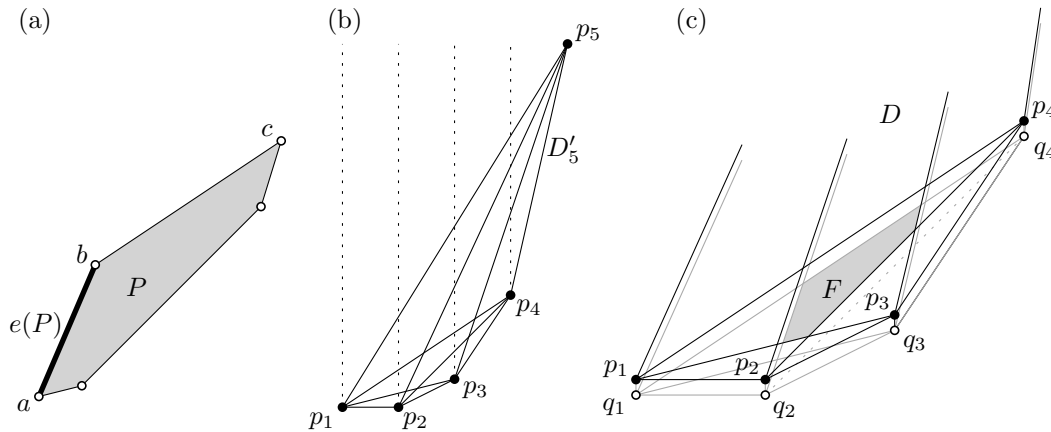 (a)
(b)
(c)
p₅
c
D
p₄
D′₅
q₄
b
P
F
e(P)
p₄
p₃
q₃
p₁
p₂
p₃
a
p₁
p₂
q₁
q₂